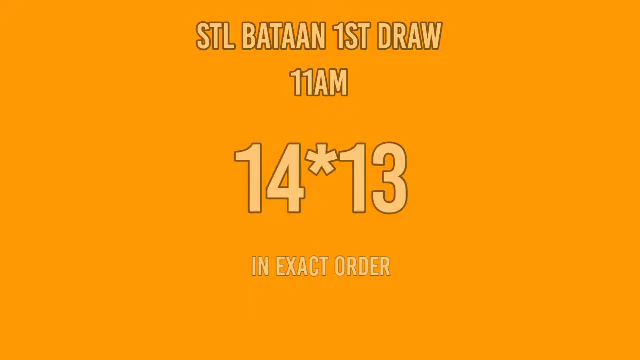 STL BATAAN 1ST DRAW
11AM
14*13
IN EXACT ORDER